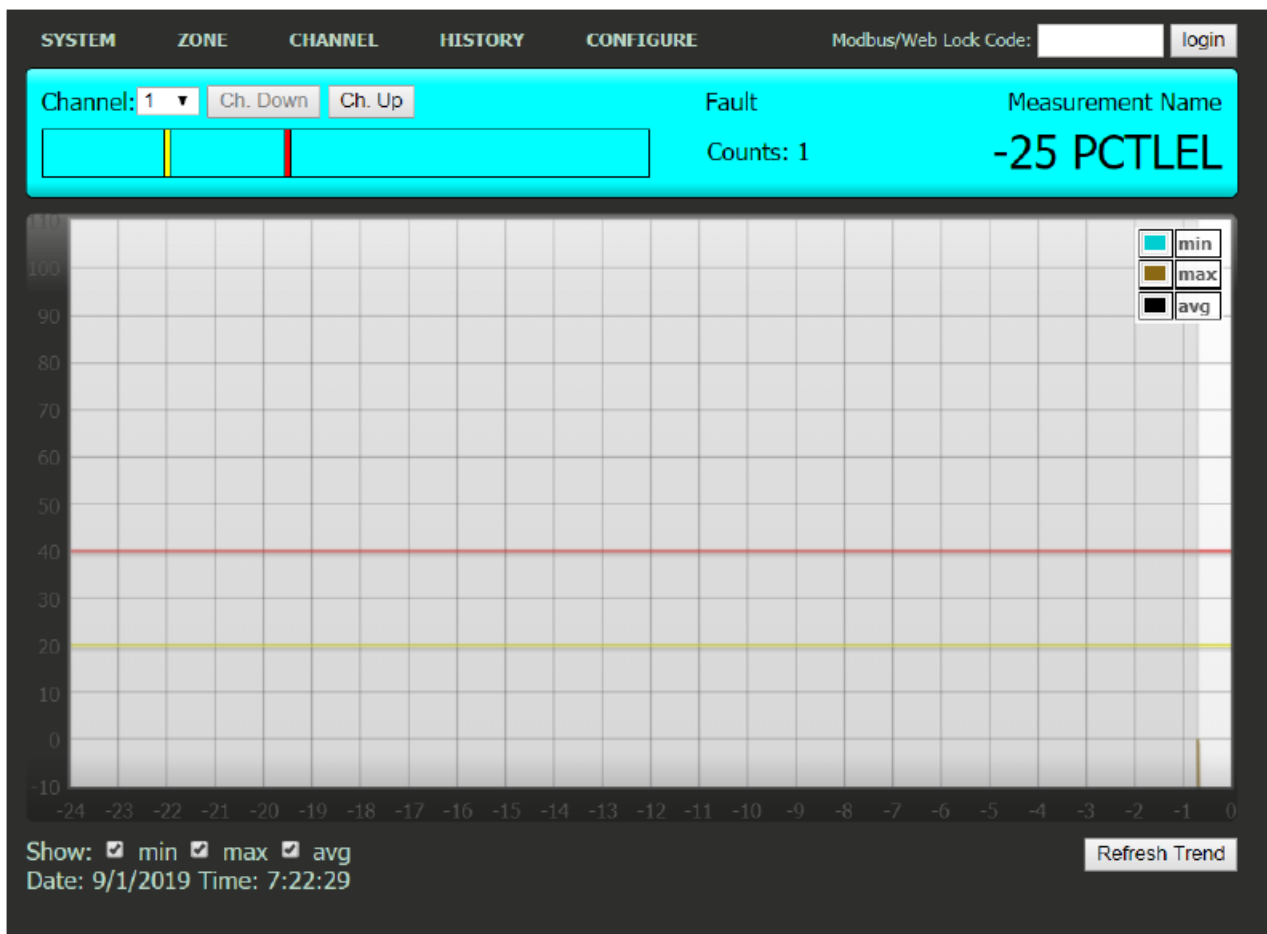 SYSTEM ZONE CHANNEL HISTORY CONFIGURE Modbus/Web Lock Code: login
Channel: 1 Ch. Down Ch. Up Fault Measurement Name
Counts: 1 -25 PCTLEL
110
min
100
max
90
avg
80
70
60
50
40
30
20
10
0
-10
-24 -23 -22 -21 -20 -19 -18 -17 -16 -15 -14 -13 -12 -11 -10 -9 -8 -7 -6 -5 -4 -3 -2 -1 0
Show: min max avg Refresh Trend
Date: 9/1/2019 Time: 7:22:29